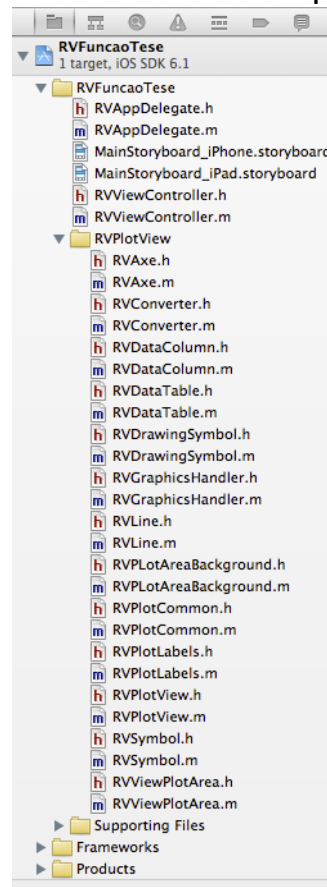 RVFuncaoTese
1 target, iOS SDK 6.1
RVFuncaoTese
h RVAppDelegate.h
m RVAppDelegate.m
MainStoryboard_iPhone.storyboard
MainStoryboard_iPad.storyboard
h RVViewController.h
m RVViewController.m
RVPlotView
h RVAxe.h
m RVAxe.m
h RVConverter.h
m RVConverter.m
h RVDataColumn.h
m RVDataColumn.m
h RVDataTable.h
m RVDataTable.m
h RVDrawingSymbol.h
m RVDrawingSymbol.m
h RVGraphicsHandler.h
m RVGraphicsHandler.m
h RVLine.h
m RVLine.m
h RVPLotAreaBackground.h
m RVPLotAreaBackground.m
h RVPlotCommon.h
m RVPlotCommon.m
h RVPlotLabels.h
m RVPlotLabels.m
h RVPlotView.h
m RVPlotView.m
h RVSymbol.h
m RVSymbol.m
h RVViewPlotArea.h
m RVViewPlotArea.m
Supporting Files
Frameworks
Products